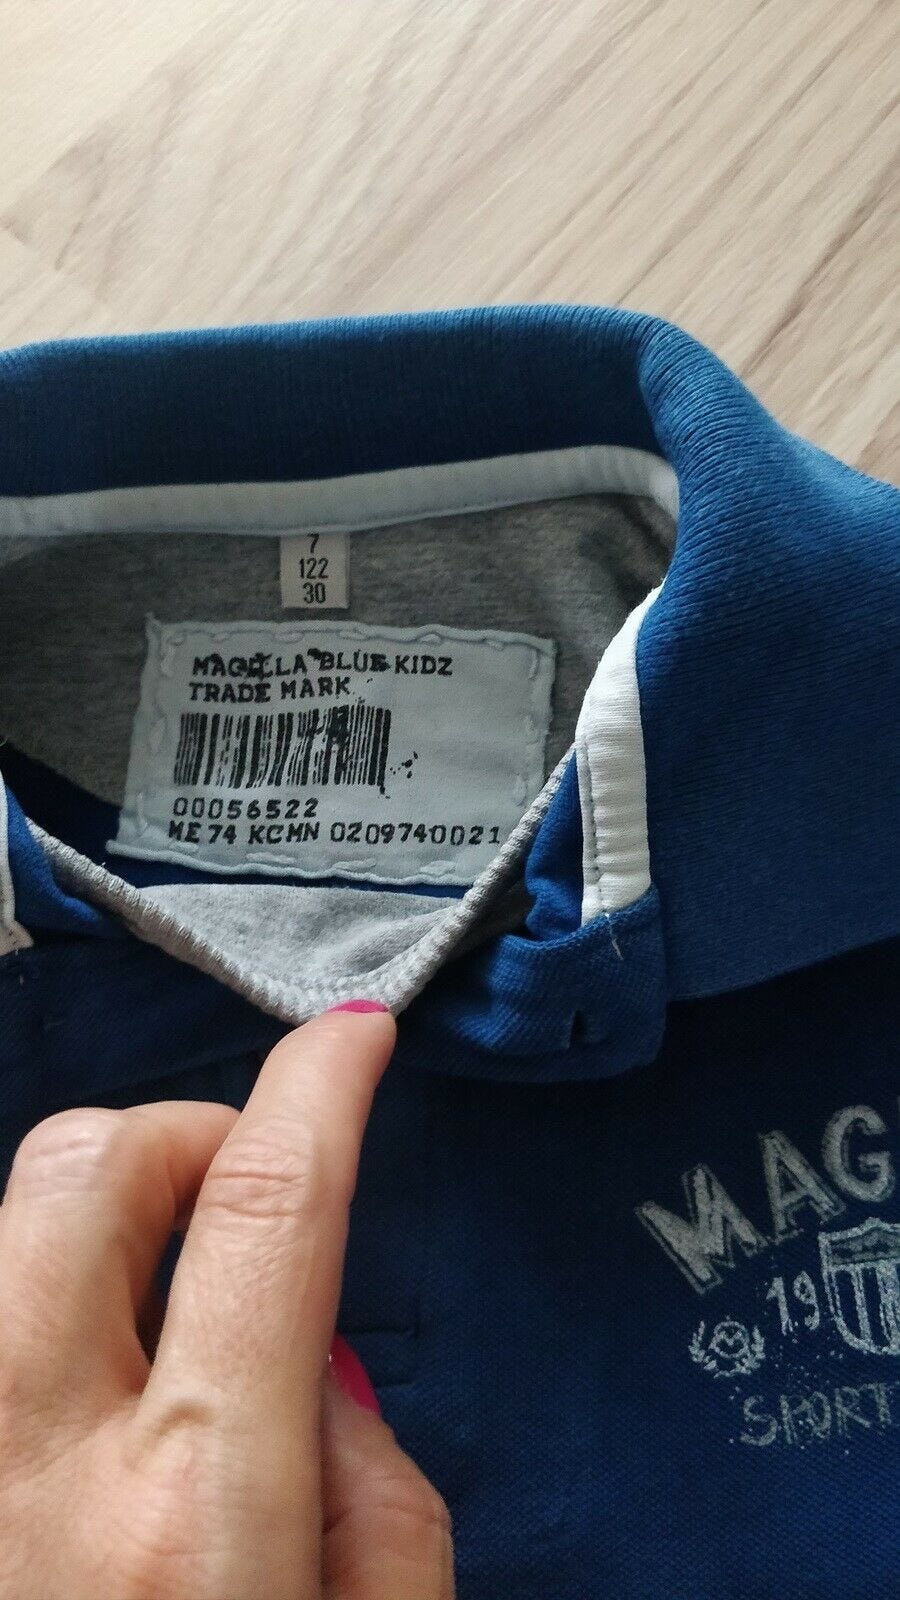 7
122
30
MAGELLA BLUE KIDZ
TRADE MARK
00056522
ME 74 KCMN 0209740021
MAG
19
M
SPORT